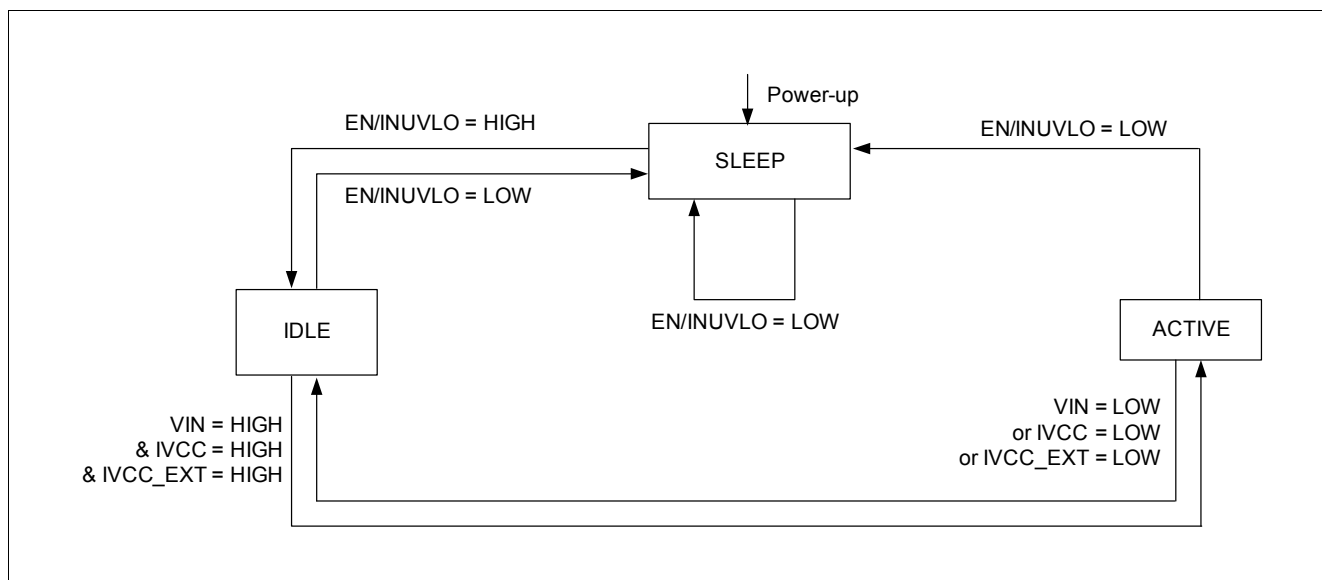 Power-up
EN/INUVLO = HIGH
EN/INUVLO = LOW
SLEEP
EN/INUVLO = LOW
EN/INUVLO = LOW
IDLE
ACTIVE
VIN = HIGH
& IVCC = HIGH
& IVCC_EXT = HIGH
VIN = LOW
or IVCC = LOW
or IVCC_EXT = LOW